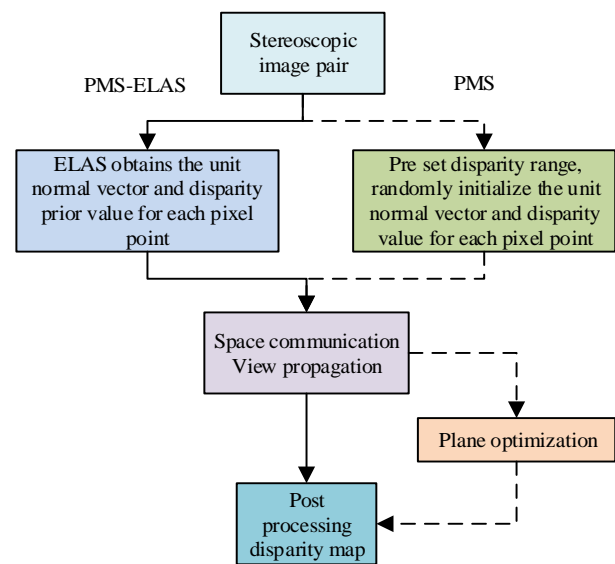 Stereoscopic
image pair
PMS-ELAS
PMS
ELAS obtains the unit
normal vector and disparity
prior value for each pixel
point
Pre set disparity range,
randomly initialize the unit
normal vector and disparity
value for each pixel point
Space communication
View propagation
Plane optimization
Post
processing
disparity map